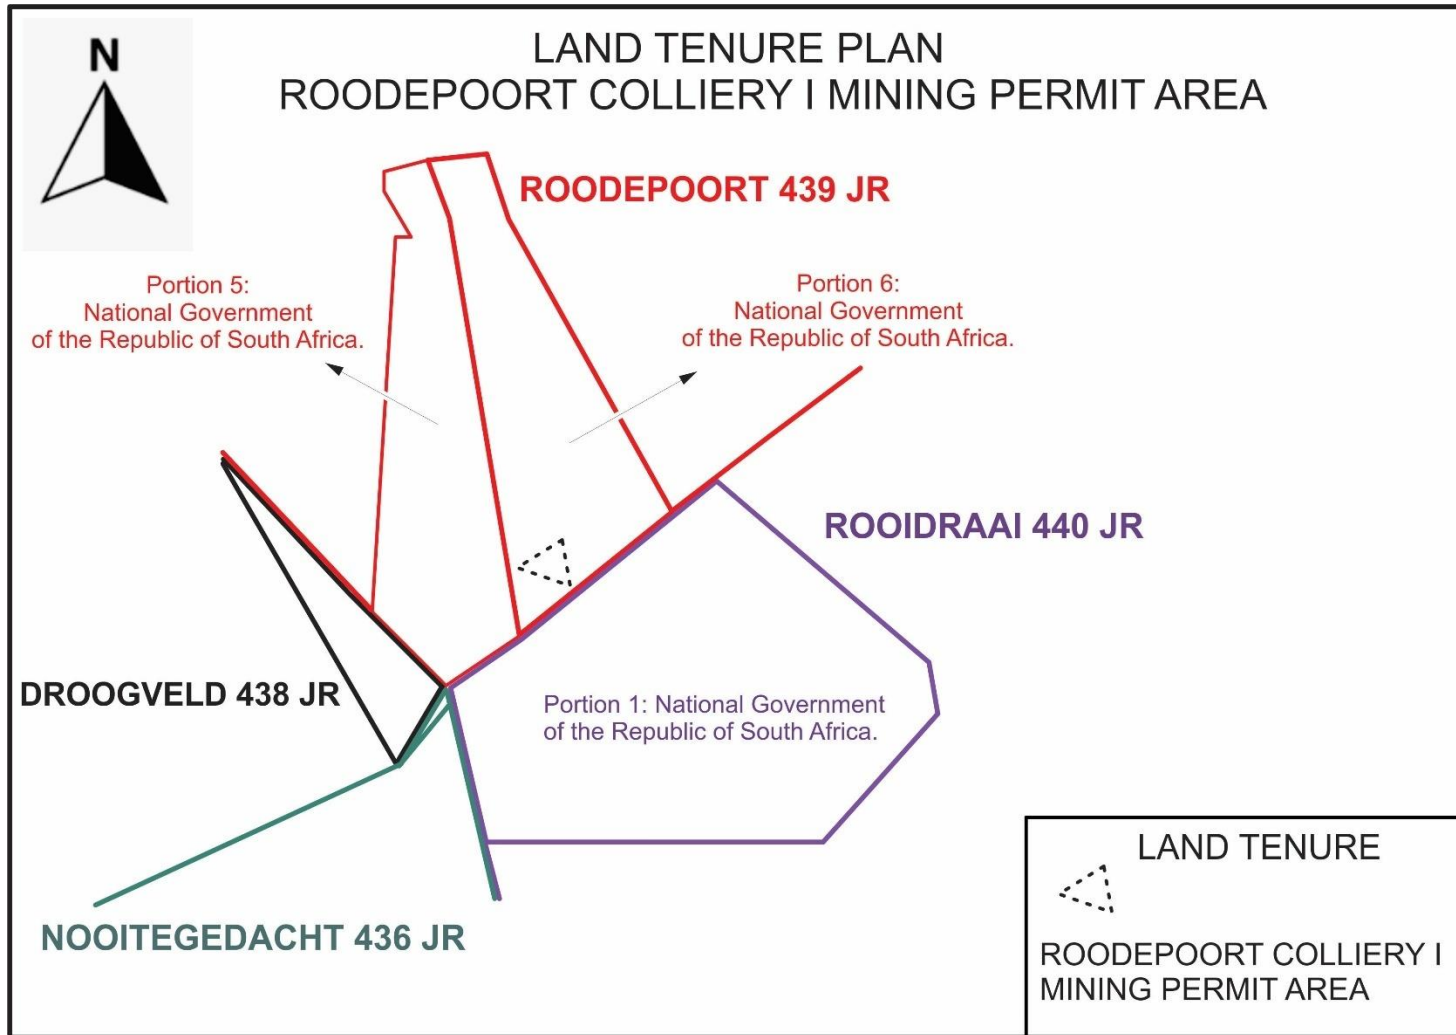 N
LAND TENURE PLAN
ROODEPOORT COLLIERY I MINING PERMIT AREA
ROODEPOORT 439 JR
Portion 5:
National Government
of the Republic of South Africa.
Portion 6:
National Government
of the Republic of South Africa.
ROOIDRAAI 440 JR
DROOGVELD 438 JR
Portion 1: National Government
of the Republic of South Africa.
NOOITEGEDACHT 436 JR
LAND TENURE
ROODEPOORT COLLIERY I
MINING PERMIT AREA